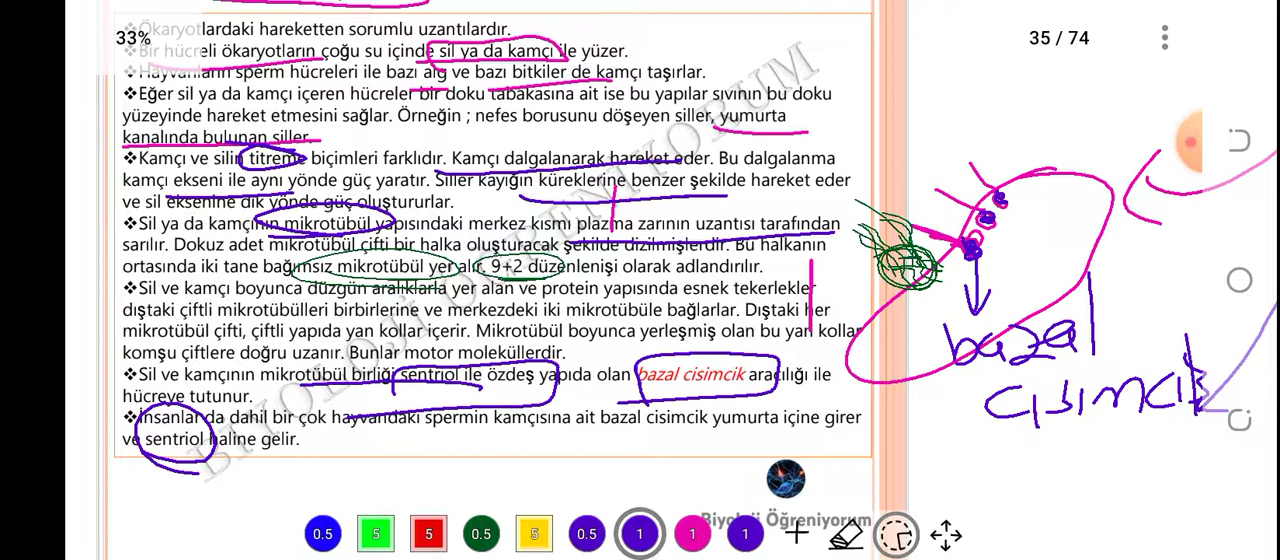 ❖Ökaryotlardaki hareketten sorumlu uzantılardır.
33% 35 / 74
❖Bir hücreli ökaryotların çoğu su içinde sil ya da kamçı ile yüzer.
❖Hayvanların sperm hücreleri ile bazı alg ve bazı bitkiler de kamçı taşırlar.
❖Eğer sil ya da kamçı içeren hücreler bir doku tabakasına ait ise bu yapılar sıvının bu doku
yüzeyinde hareket etmesini sağlar. Örneğin ; nefes borusunu döşeyen siller, yumurta
kanalında bulunan siller.
❖Kamçı ve silin titreme biçimleri farklıdır. Kamçı dalgalanarak hareket eder. Bu dalgalanma
kamçı ekseni ile aynı yönde güç yaratır. Siller kayığın küreklerine benzer şekilde hareket eder
ve sil eksenine dik yönde güç oluştururlar.
❖Sil ya da kamçının mikrotübül yapısındaki merkez kısmı plazma zarının uzantısı tarafından
sarılır. Dokuz adet mikrotübül çifti bir halka oluşturacak şekilde dizilmişlerdir. Bu halkanın
ortasında iki tane bağımsız mikrotübül yer alır. 9+2 düzenlenişi olarak adlandırılır.
❖Sil ve kamçı boyunca düzgün aralıklarla yer alan ve protein yapısında esnek tekerlekler
dıştaki çiftli mikrotübülleri birbirlerine ve merkezdeki iki mikrotübüle bağlarlar. Dıştaki her
mikrotübül çifti, çiftli yapıda yan kollar içerir. Mikrotübül boyunca yerleşmiş olan bu yan kollar
komşu çiftlere doğru uzanır. Bunlar motor moleküllerdir.
❖Sil ve kamçının mikrotübül birliği sentriol ile özdeş yapıda olan bazal cisimcik aracılığı ile
hücreye tutunur.
❖İnsanlar da dahil bir çok hayvandaki spermin kamçısına ait bazal cisimcik yumurta içine girer
ve sentriol haline gelir.
bazal
cisimcik
BİYOLOJİ ÖĞRENİYORUM
Biyoloji Öğreniyorum
0.5 5 5 0.5 5 0.5 1 1 1